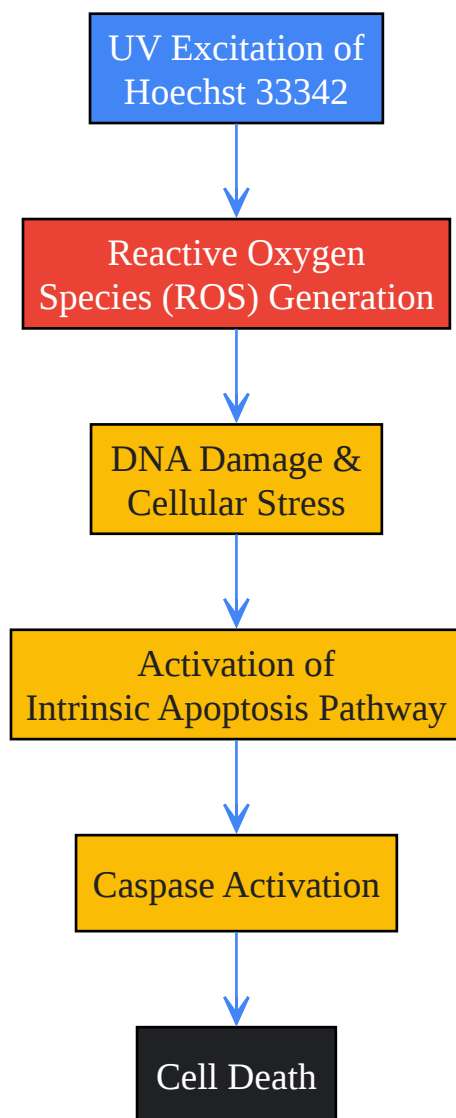 UV Excitation of
Hoechst 33342
Reactive Oxygen
Species (ROS) Generation
DNA Damage &
Cellular Stress
Activation of
Intrinsic Apoptosis Pathway
Caspase Activation
Cell Death